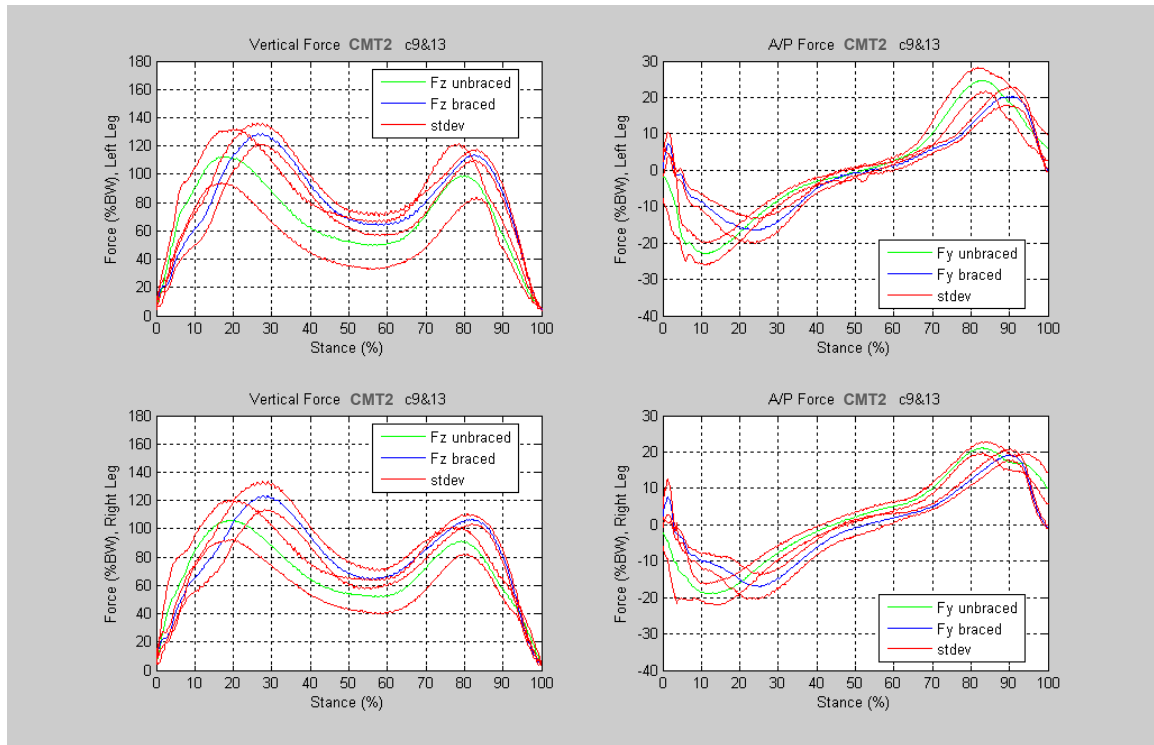 Vertical Force CMT2 c9&13
180
160
140
120
100
80
60
40
20
0
Force (%BW), Left Leg
Fz unbraced
Fz braced
stdev
0 10 20 30 40 50 60 70 80 90 100
Stance (%)
A/P Force CMT2 c9&13
30
20
10
0
-10
-20
-30
-40
Force (%BW), Left Leg
Fy unbraced
Fy braced
stdev
0 10 20 30 40 50 60 70 80 90 100
Stance (%)
Vertical Force CMT2 c9&13
180
160
140
120
100
80
60
40
20
0
Force (%BW), Right Leg
Fz unbraced
Fz braced
stdev
0 10 20 30 40 50 60 70 80 90 100
Stance (%)
A/P Force CMT2 c9&13
30
20
10
0
-10
-20
-30
-40
Force (%BW), Right Leg
Fy unbraced
Fy braced
stdev
0 10 20 30 40 50 60 70 80 90 100
Stance (%)